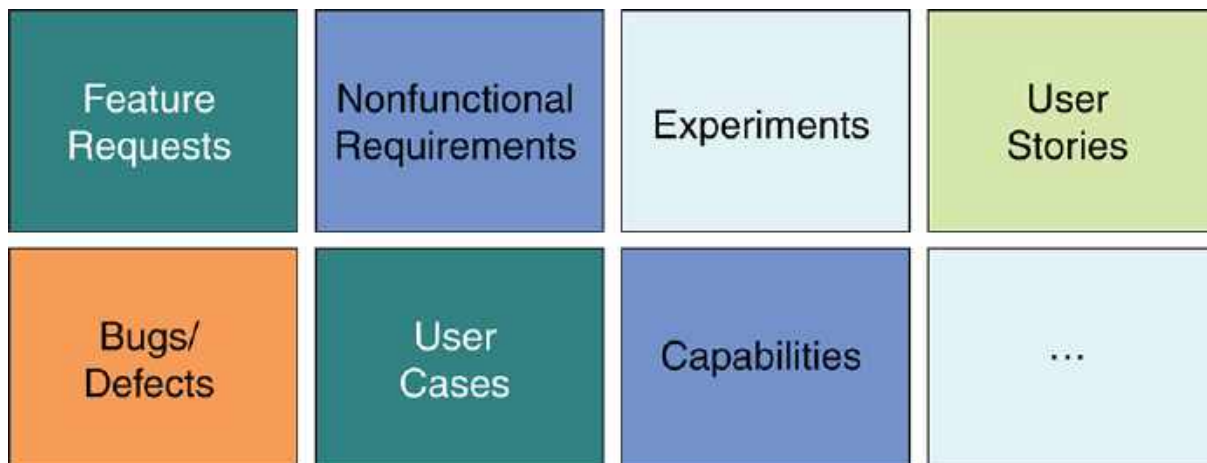 Feature
Requests
Nonfunctional
Requirements
Experiments
User
Stories
Bugs/
Defects
User
Cases
Capabilities
...